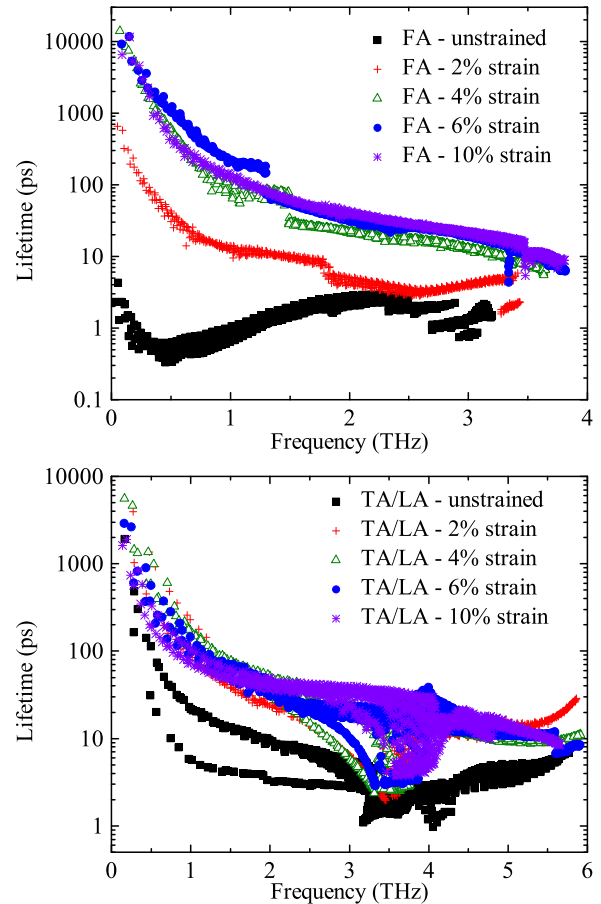 10000
1000
100
10
1
0.1
Lifetime (ps)
FA - unstrained
FA - 2% strain
FA - 4% strain
FA - 6% strain
FA - 10% strain
0 1 2 3 4
Frequency (THz)
10000
1000
100
10
1
Lifetime (ps)
TA/LA - unstrained
TA/LA - 2% strain
TA/LA - 4% strain
TA/LA - 6% strain
TA/LA - 10% strain
0 1 2 3 4 5 6
Frequency (THz)